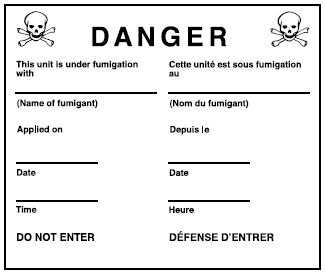 DANGER
This unit is under fumigation
with
(Name of fumigant)
Applied on
Date
Time
DO NOT ENTER
Cette unité est sous fumigation
au
(Nom du fumigant)
Depuis le
Date
Heure
DÉFENSE D'ENTRER